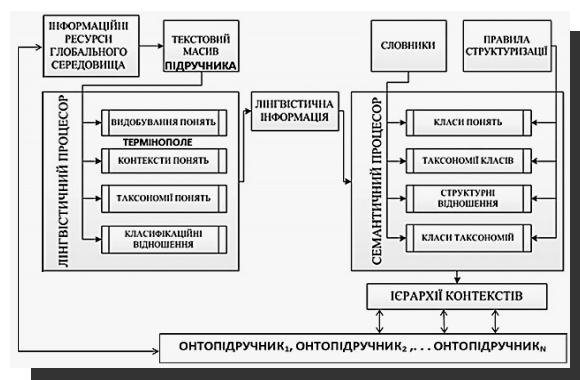 ІНФОРМАЦІЙНІ
РЕСУРСИ
ГЛОБАЛЬНОГО
СЕРЕДОВИЩА
ТЕКСТОВИЙ
МАСИВ
ПІДРУЧНИКА
СЛОВНИКИ
ПРАВИЛА
СТРУКТУРИЗАЦІЇ
ЛІНГВІСТИЧНИЙ ПРОЦЕСОР
ВИДОБУВАННЯ ПОНЯТЬ
ТЕРМІНОПОЛЕ
КОНТЕКСТИ ПОНЯТЬ
ТАКСОНОМІЇ ПОНЯТЬ
КЛАСИФІКАЦІЙНІ
ВІДНОШЕННЯ
ЛІНГВІСТИЧНА
ІНФОРМАЦІЯ
СЕМАНТИЧНИЙ ПРОЦЕСОР
КЛАСИ ПОНЯТЬ
ТАКСОНОМІЇ КЛАСІВ
СТРУКТУРНІ
ВІДНОШЕННЯ
КЛАСИ ТАКСОНОМІЙ
ІЄРАРХІЇ КОНТЕКСТІВ
ОНТОПІДРУЧНИК₁, ОНТОПІДРУЧНИК₂ ,. . . ОНТОПІДРУЧНИКN